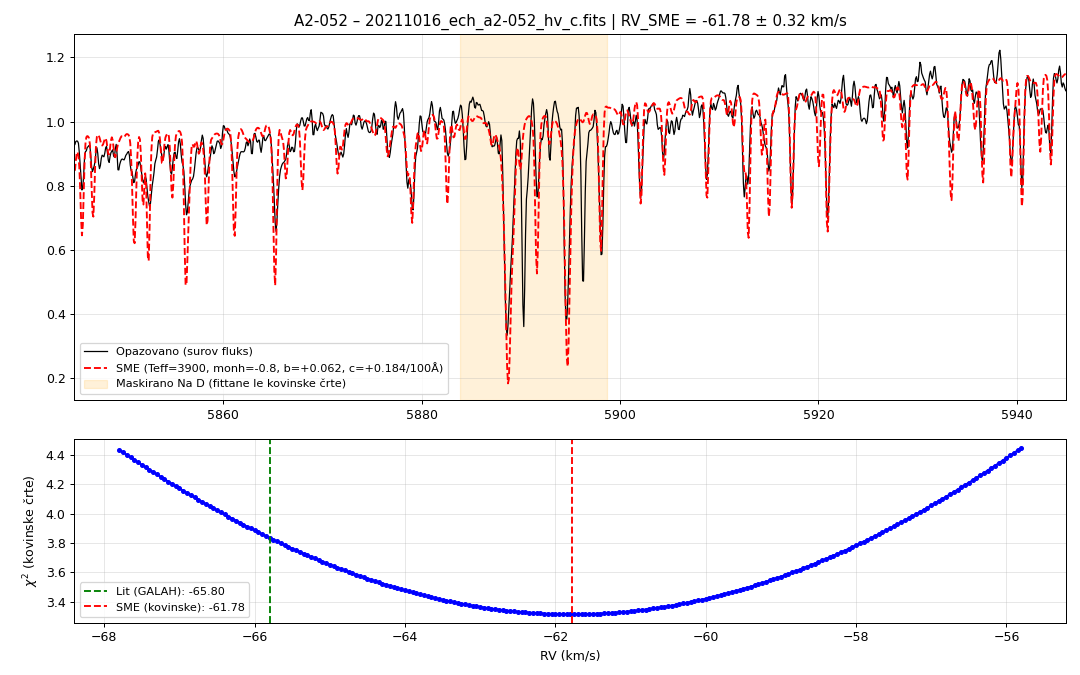 A2-052 – 20211016_ech_a2-052_hv_c.fits | RV_SME = -61.78 ± 0.32 km/s
1.2
1.0
0.8
0.6
0.4
0.2
Opazovano (surov fluks)
SME (Teff=3900, monh=-0.8, b=+0.062, c=+0.184/100Å)
Maskirano Na D (fittane le kovinske črte)
5860 5880 5900 5920 5940
χ² (kovinske črte)
4.4
4.2
4.0
3.8
3.6
3.4
Lit (GALAH): -65.80
SME (kovinske): -61.78
−68 −66 −64 −62 −60 −58 −56
RV (km/s)